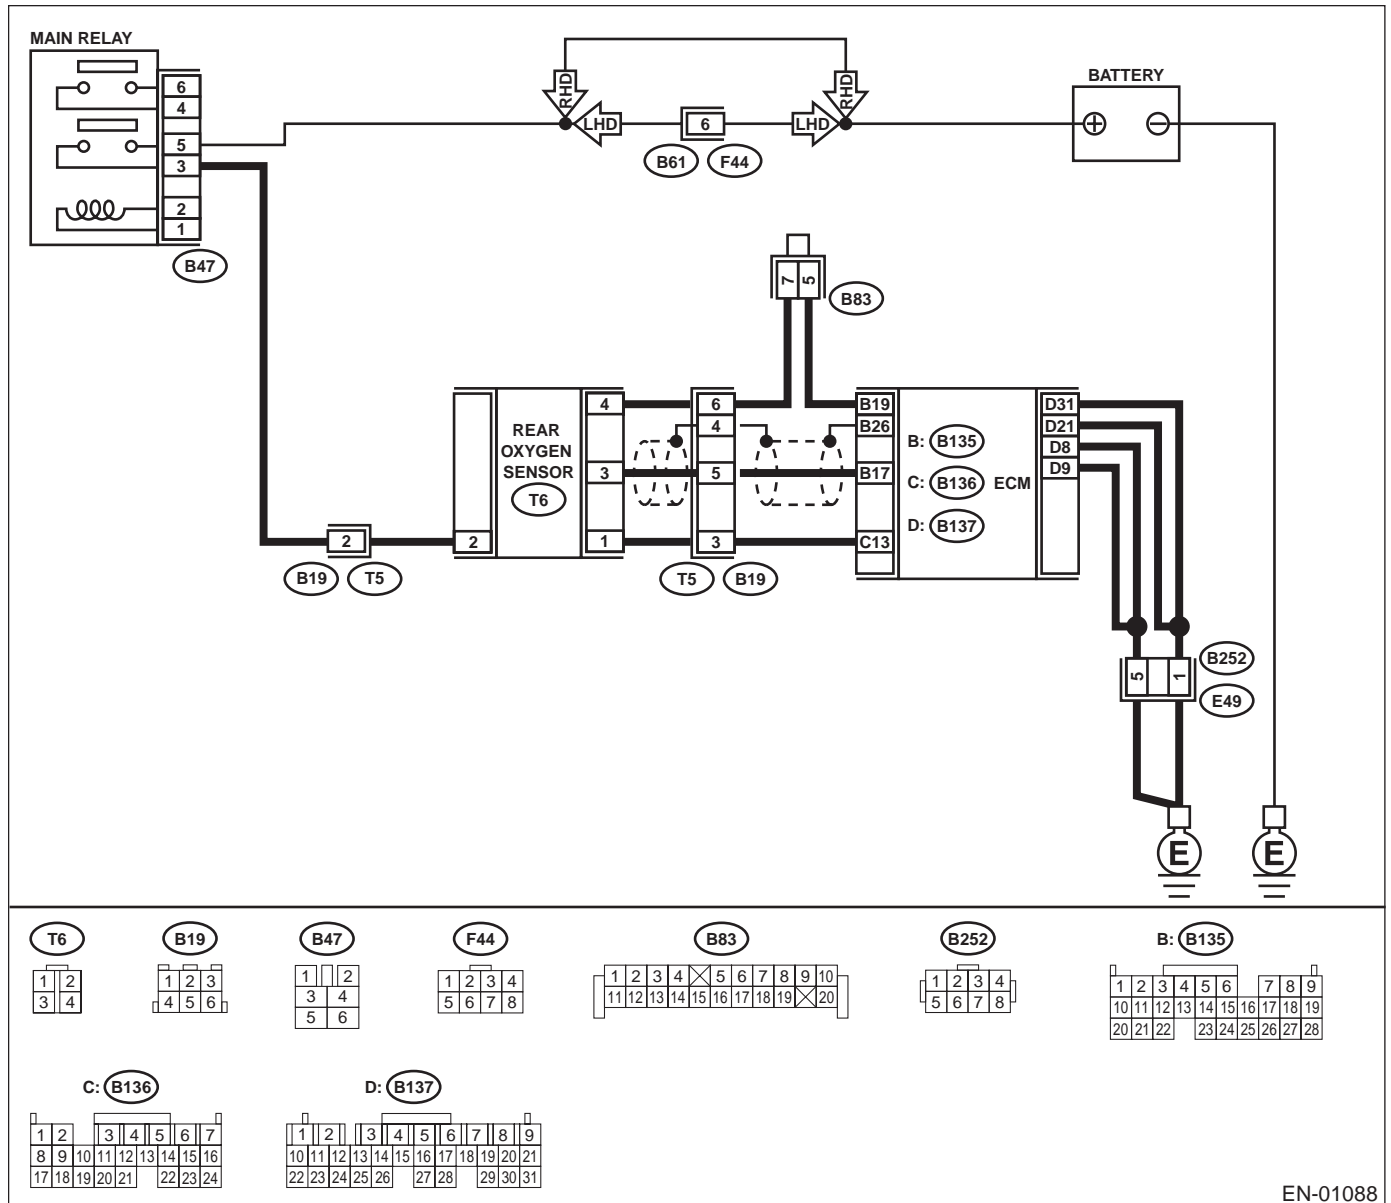 MAIN RELAY
6
4
5
3
2
1
B47
RHD
LHD
6
LHD
RHD
B61 F44
BATTERY
7 5
B83
2
B19 T5
2
REAR
OXYGEN
SENSOR
T6
4
3
1
6
4
5
3
T5 B19
B19
B26
B17
C13
B: B135
C: B136 ECM
D: B137
D31
D21
D8
D9
5 1
B252
E49
E E
T6
1 2
3 4
B19
1 2 3
4 5 6
B47
1 2
3 4
5 6
F44
1 2 3 4
5 6 7 8
B83
1 2 3 4 5 6 7 8 9 10
11 12 13 14 15 16 17 18 19 20
B252
1 2 3 4
5 6 7 8
B: B135
1 2 3 4 5 6 7 8 9
10 11 12 13 14 15 16 17 18 19
20 21 22 23 24 25 26 27 28
C: B136
1 2 3 4 5 6 7
8 9 10 11 12 13 14 15 16
17 18 19 20 21 22 23 24
D: B137
1 2 3 4 5 6 7 8 9
10 11 12 13 14 15 16 17 18 19 20 21
22 23 24 25 26 27 28 29 30 31
EN-01088